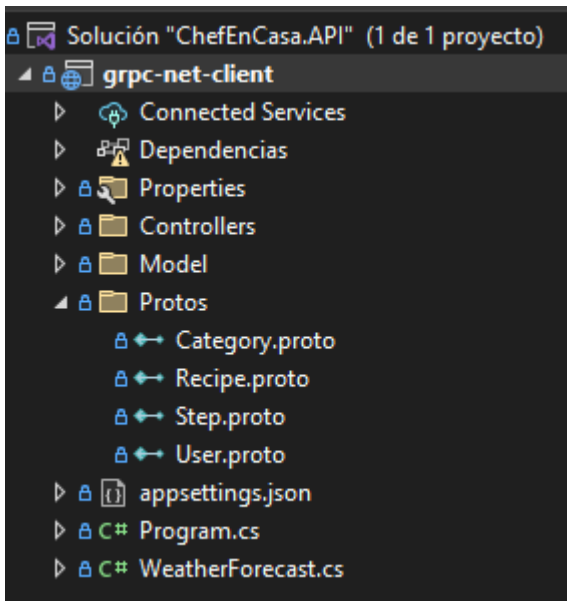 Solución "ChefEnCasa.API" (1 de 1 proyecto)
grpc-net-client
Connected Services
Dependencias
Properties
Controllers
Model
Protos
Category.proto
Recipe.proto
Step.proto
User.proto
appsettings.json
C# Program.cs
C# WeatherForecast.cs